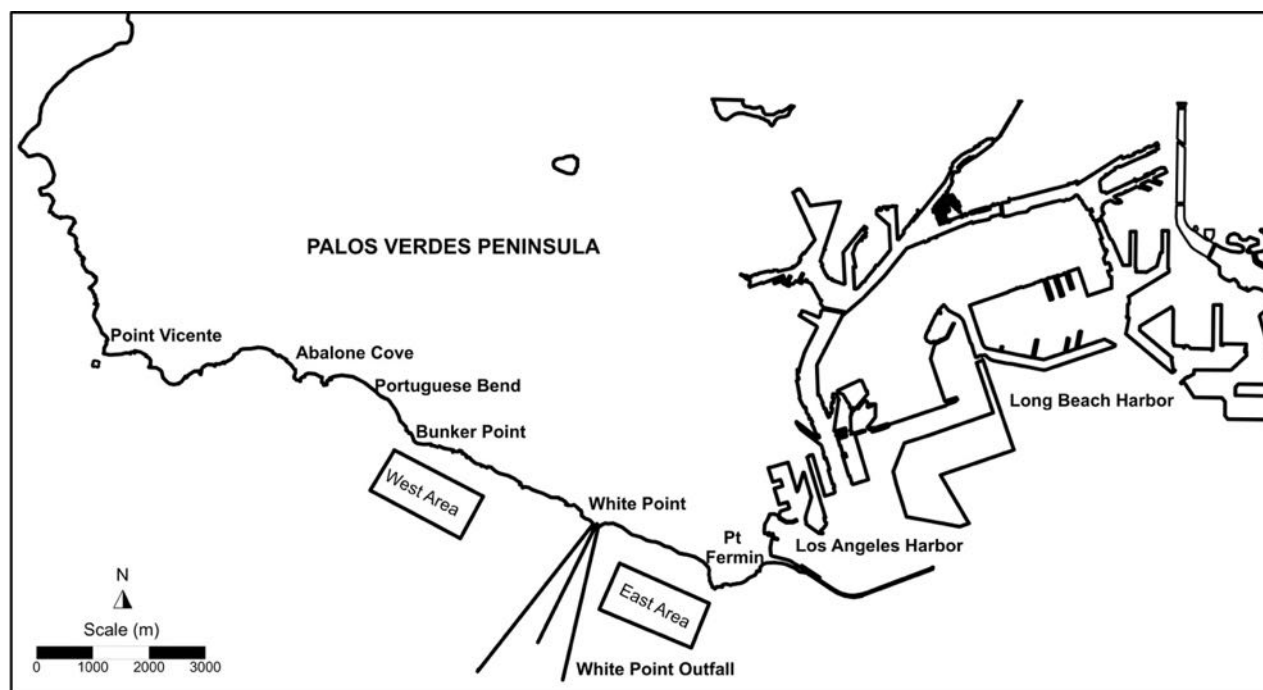 PALOS VERDES PENINSULA
Point Vicente
Abalone Cove
Portuguese Bend
Long Beach Harbor
Bunker Point
West Area
White Point
Pt
Fermin
Los Angeles Harbor
East Area
N
Scale (m)
0 1000 2000 3000
White Point Outfall